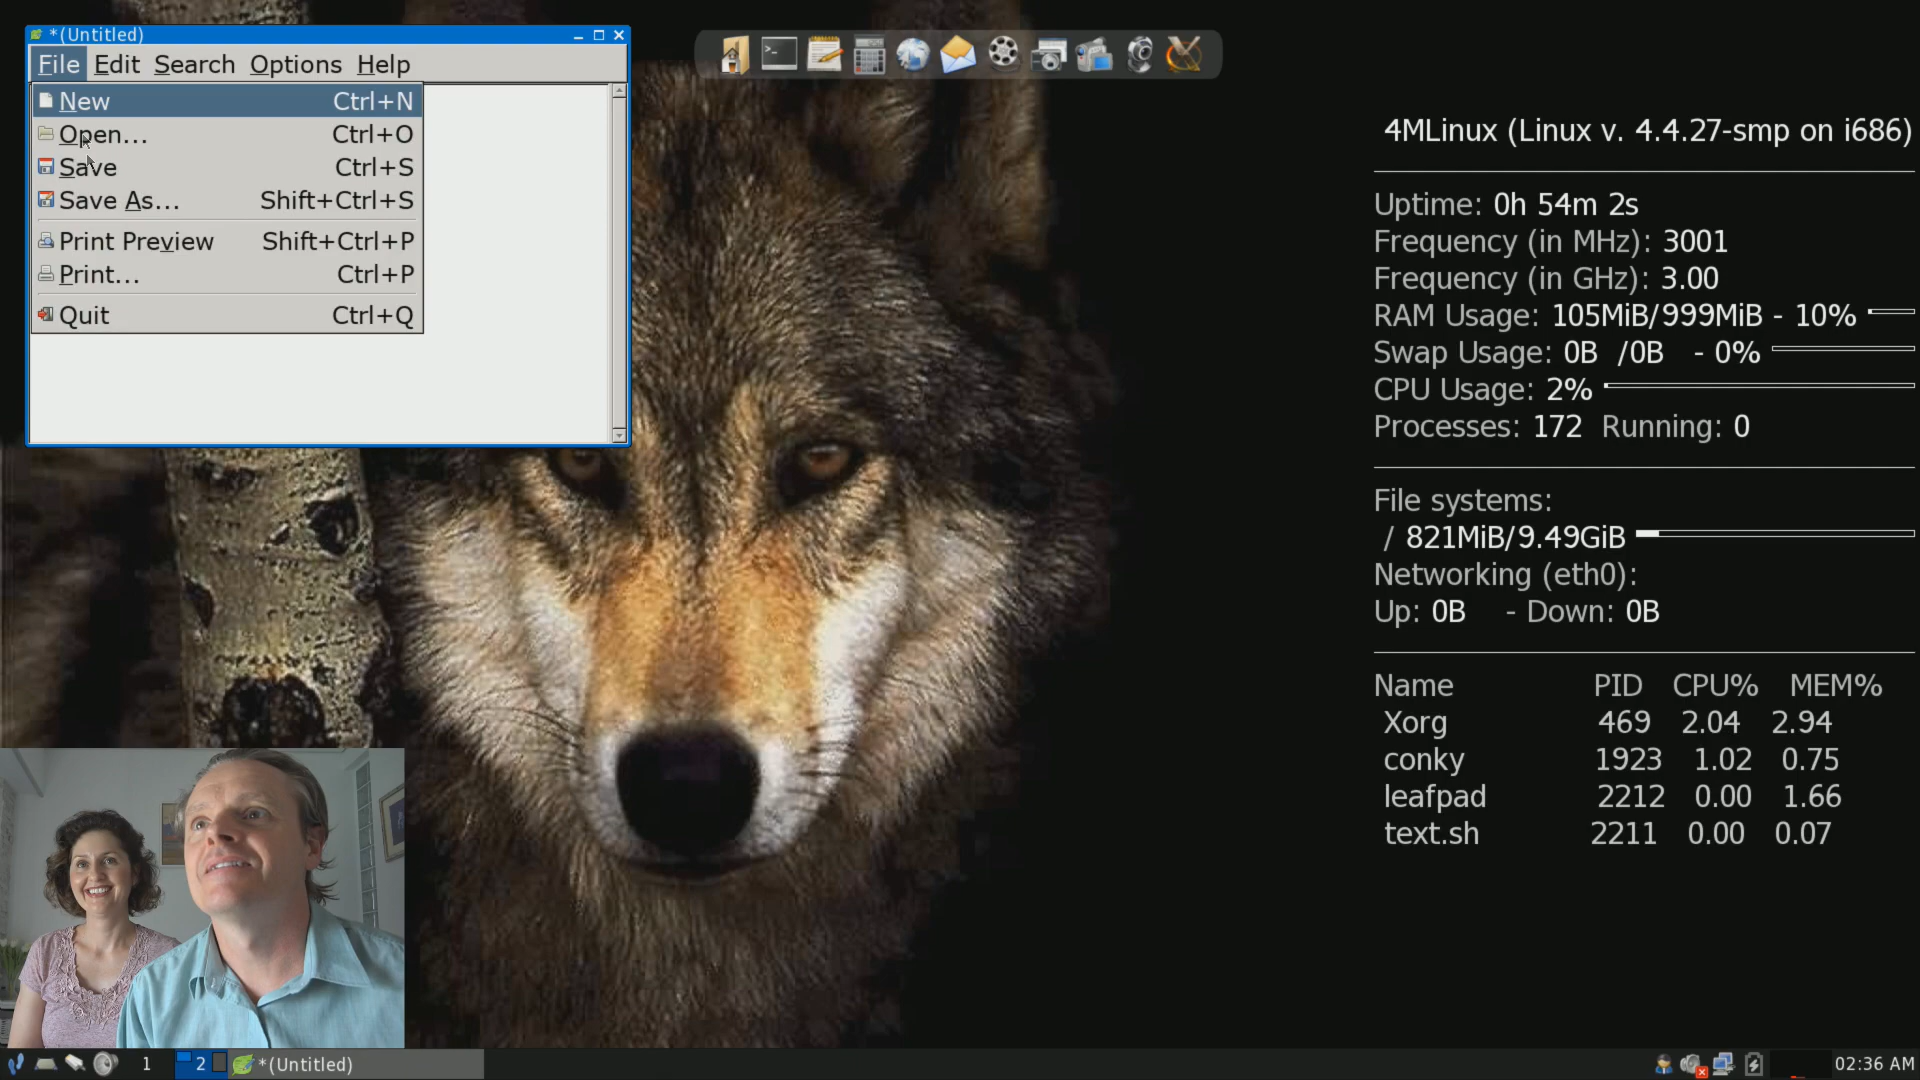 *(Untitled)
File Edit Search Options Help
New Ctrl+N
Open... Ctrl+O
Save Ctrl+S
Save As... Shift+Ctrl+S
Print Preview Shift+Ctrl+P
Print... Ctrl+P
Quit Ctrl+Q
4MLinux (Linux v. 4.4.27-smp on i686)
Uptime: 0h 54m 2s
Frequency (in MHz): 3001
Frequency (in GHz): 3.00
RAM Usage: 105MiB/999MiB - 10%
Swap Usage: 0B /0B - 0%
CPU Usage: 2%
Processes: 172 Running: 0
File systems:
/ 821MiB/9.49GiB
Networking (eth0):
Up: 0B - Down: 0B
Name PID CPU% MEM%
Xorg 469 2.04 2.94
conky 1923 1.02 0.75
leafpad 2212 0.00 1.66
text.sh 2211 0.00 0.07
1 2 *(Untitled) 02:36 AM